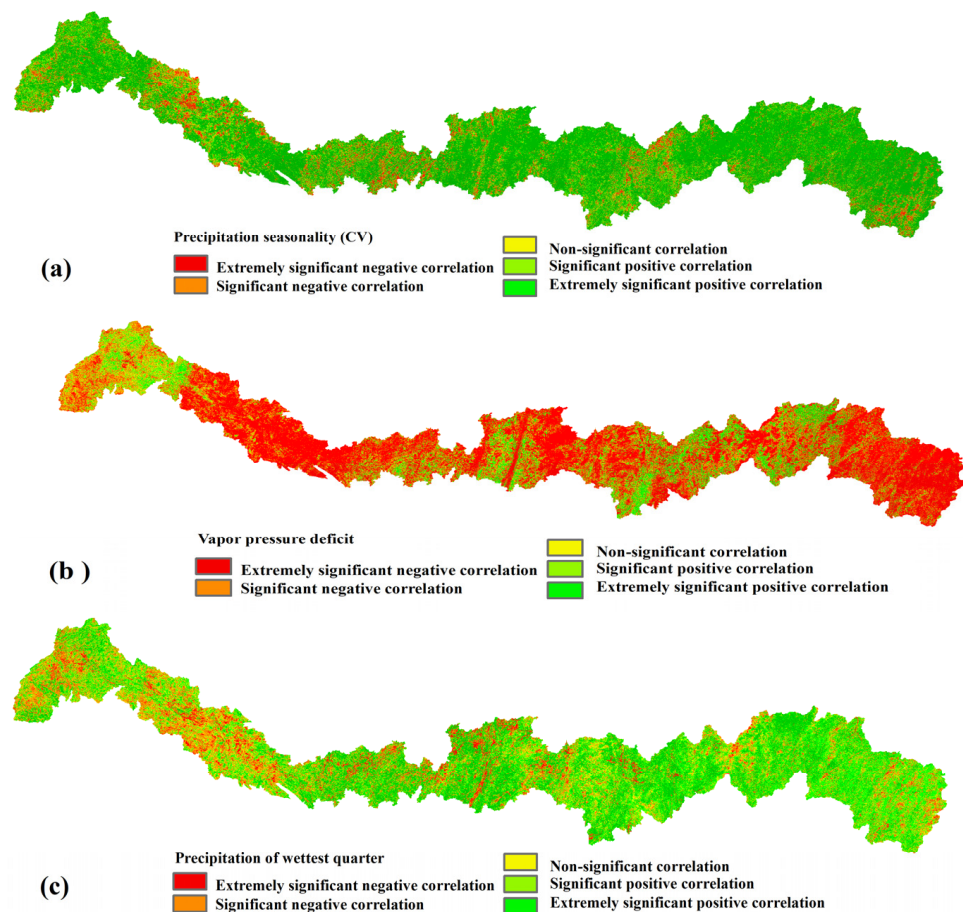 Precipitation seasonality (CV)
(a)
Extremely significant negative correlation
Significant negative correlation
Non-significant correlation
Significant positive correlation
Extremely significant positive correlation
Vapor pressure deficit
(b )
Extremely significant negative correlation
Significant negative correlation
Non-significant correlation
Significant positive correlation
Extremely significant positive correlation
Precipitation of wettest quarter
(c)
Extremely significant negative correlation
Significant negative correlation
Non-significant correlation
Significant positive correlation
Extremely significant positive correlation